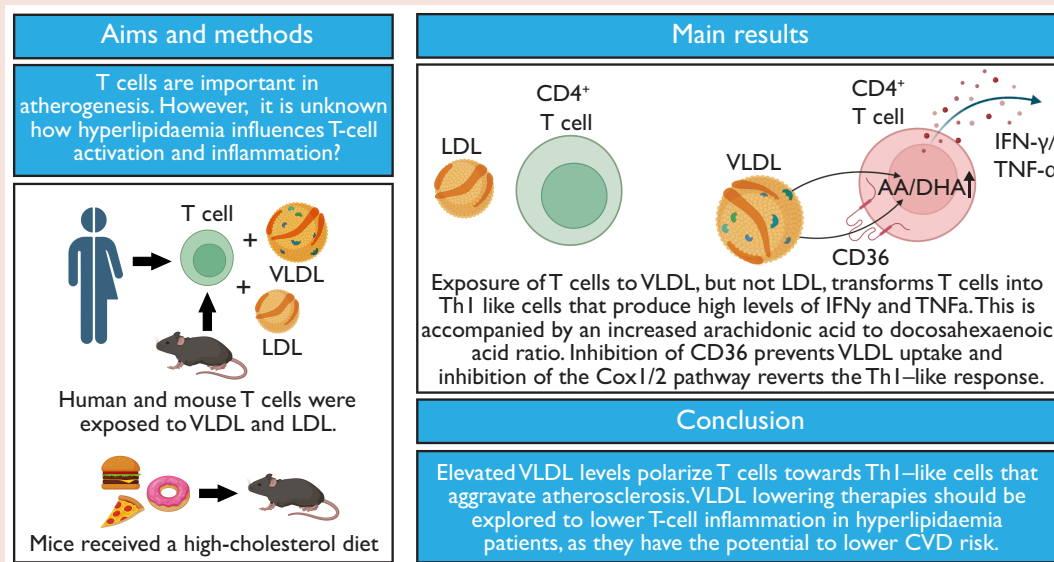 Aims and methods
T cells are important in
atherogenesis. However, it is unknown
how hyperlipidaemia influences T-cell
activation and inflammation?
T cell
+
VLDL
+
LDL
Human and mouse T cells were
exposed to VLDL and LDL.
Mice received a high-cholesterol diet
Main results
LDL
CD4+
T cell
VLDL
CD4+
T cell
IFN-γ/
TNF-α
AA/DHA
CD36
Exposure of T cells to VLDL, but not LDL, transforms T cells into
Th1 like cells that produce high levels of IFNγ and TNFa. This is
accompanied by an increased arachidonic acid to docosahexaenoic
acid ratio. Inhibition of CD36 prevents VLDL uptake and
inhibition of the Cox1/2 pathway reverts the Th1–like response.
Conclusion
Elevated VLDL levels polarize T cells towards Th1–like cells that
aggravate atherosclerosis. VLDL lowering therapies should be
explored to lower T-cell inflammation in hyperlipidaemia
patients, as they have the potential to lower CVD risk.